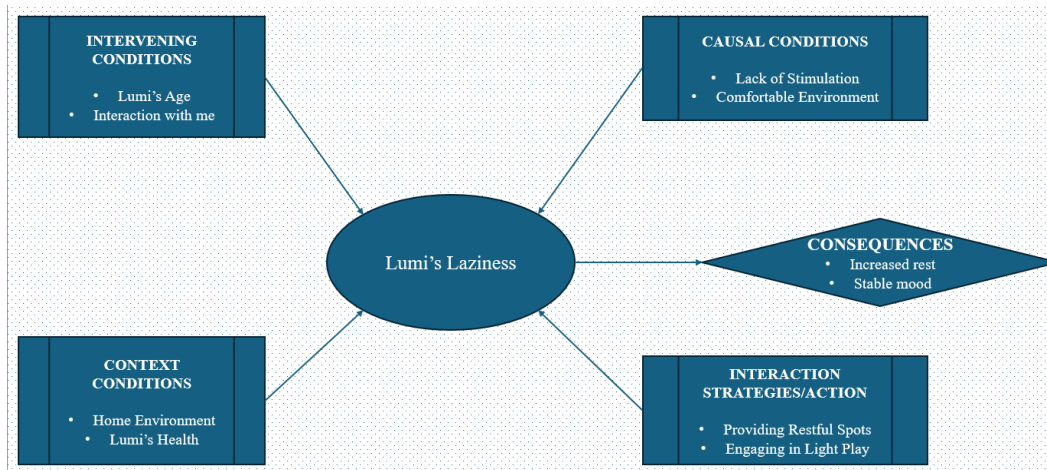 INTERVENING
CONDITIONS
• Lumi's Age
• Interaction with me
CAUSAL CONDITIONS
• Lack of Stimulation
• Comfortable Environment
Lumi's Laziness
CONSEQUENCES
• Increased rest
• Stable mood
CONTEXT
CONDITIONS
• Home Environment
• Lumi's Health
INTERACTION
STRATEGIES/ACTION
• Providing Restful Spots
• Engaging in Light Play